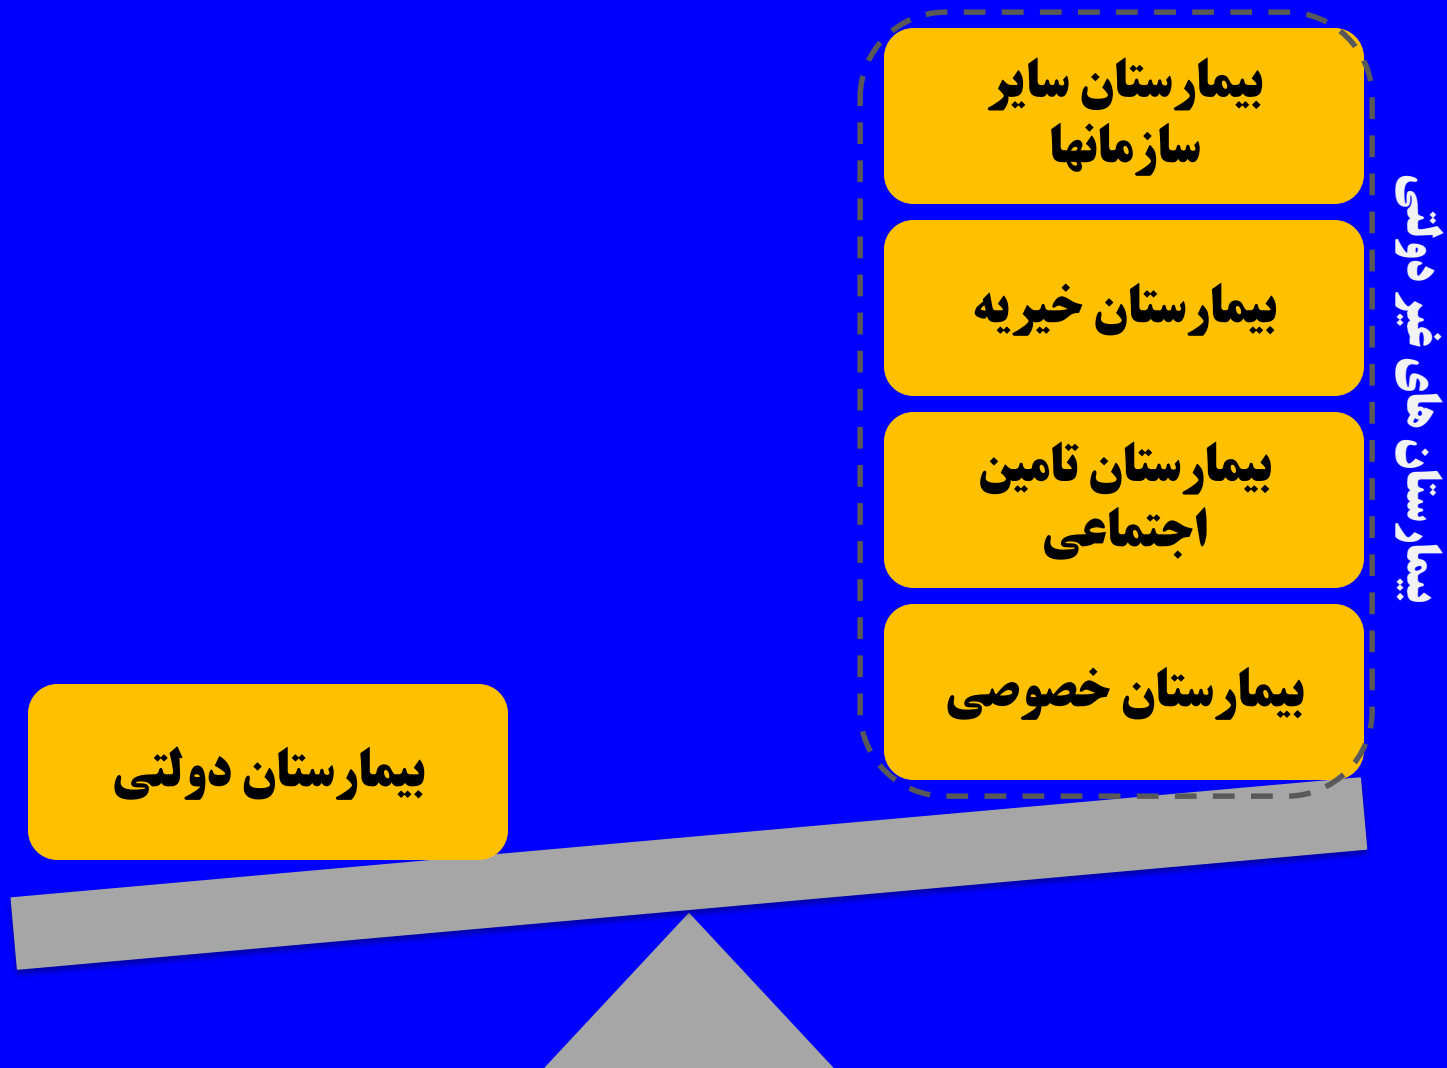 بیمارستان سایر
سازمانها
بیمارستان خیریه
بیمارستان تامین
اجتماعی
بیمارستان خصوصی
بیمارستان های غیر دولتی
بیمارستان دولتی